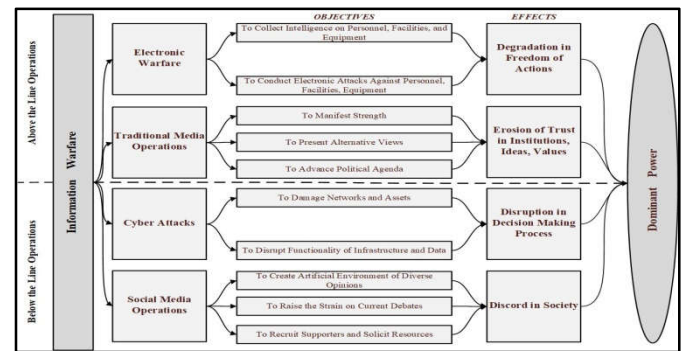 OBJECTIVES
EFFECTS
Above the Line Operations
Below the Line Operations
Information Warfare
Electronic
Warfare
To Collect Intelligence on Personnel, Facilities, and
Equipment
To Conduct Electronic Attacks Against Personnel,
Facilities, Equipment
Degradation in
Freedom of
Actions
Traditional Media
Operations
To Manifest Strength
To Present Alternative Views
To Advance Political Agenda
Erosion of Trust
in Institutions,
Ideas, Values
Cyber Attacks
To Damage Networks and Assets
To Disrupt Functionality of Infrastructure and Data
Disruption in
Decision Making
Process
Social Media
Operations
To Create Artificial Environment of Diverse
Opinions
To Raise the Strain on Current Debates
To Recruit Supporters and Solicit Resources
Discord in Society
Dominant Power